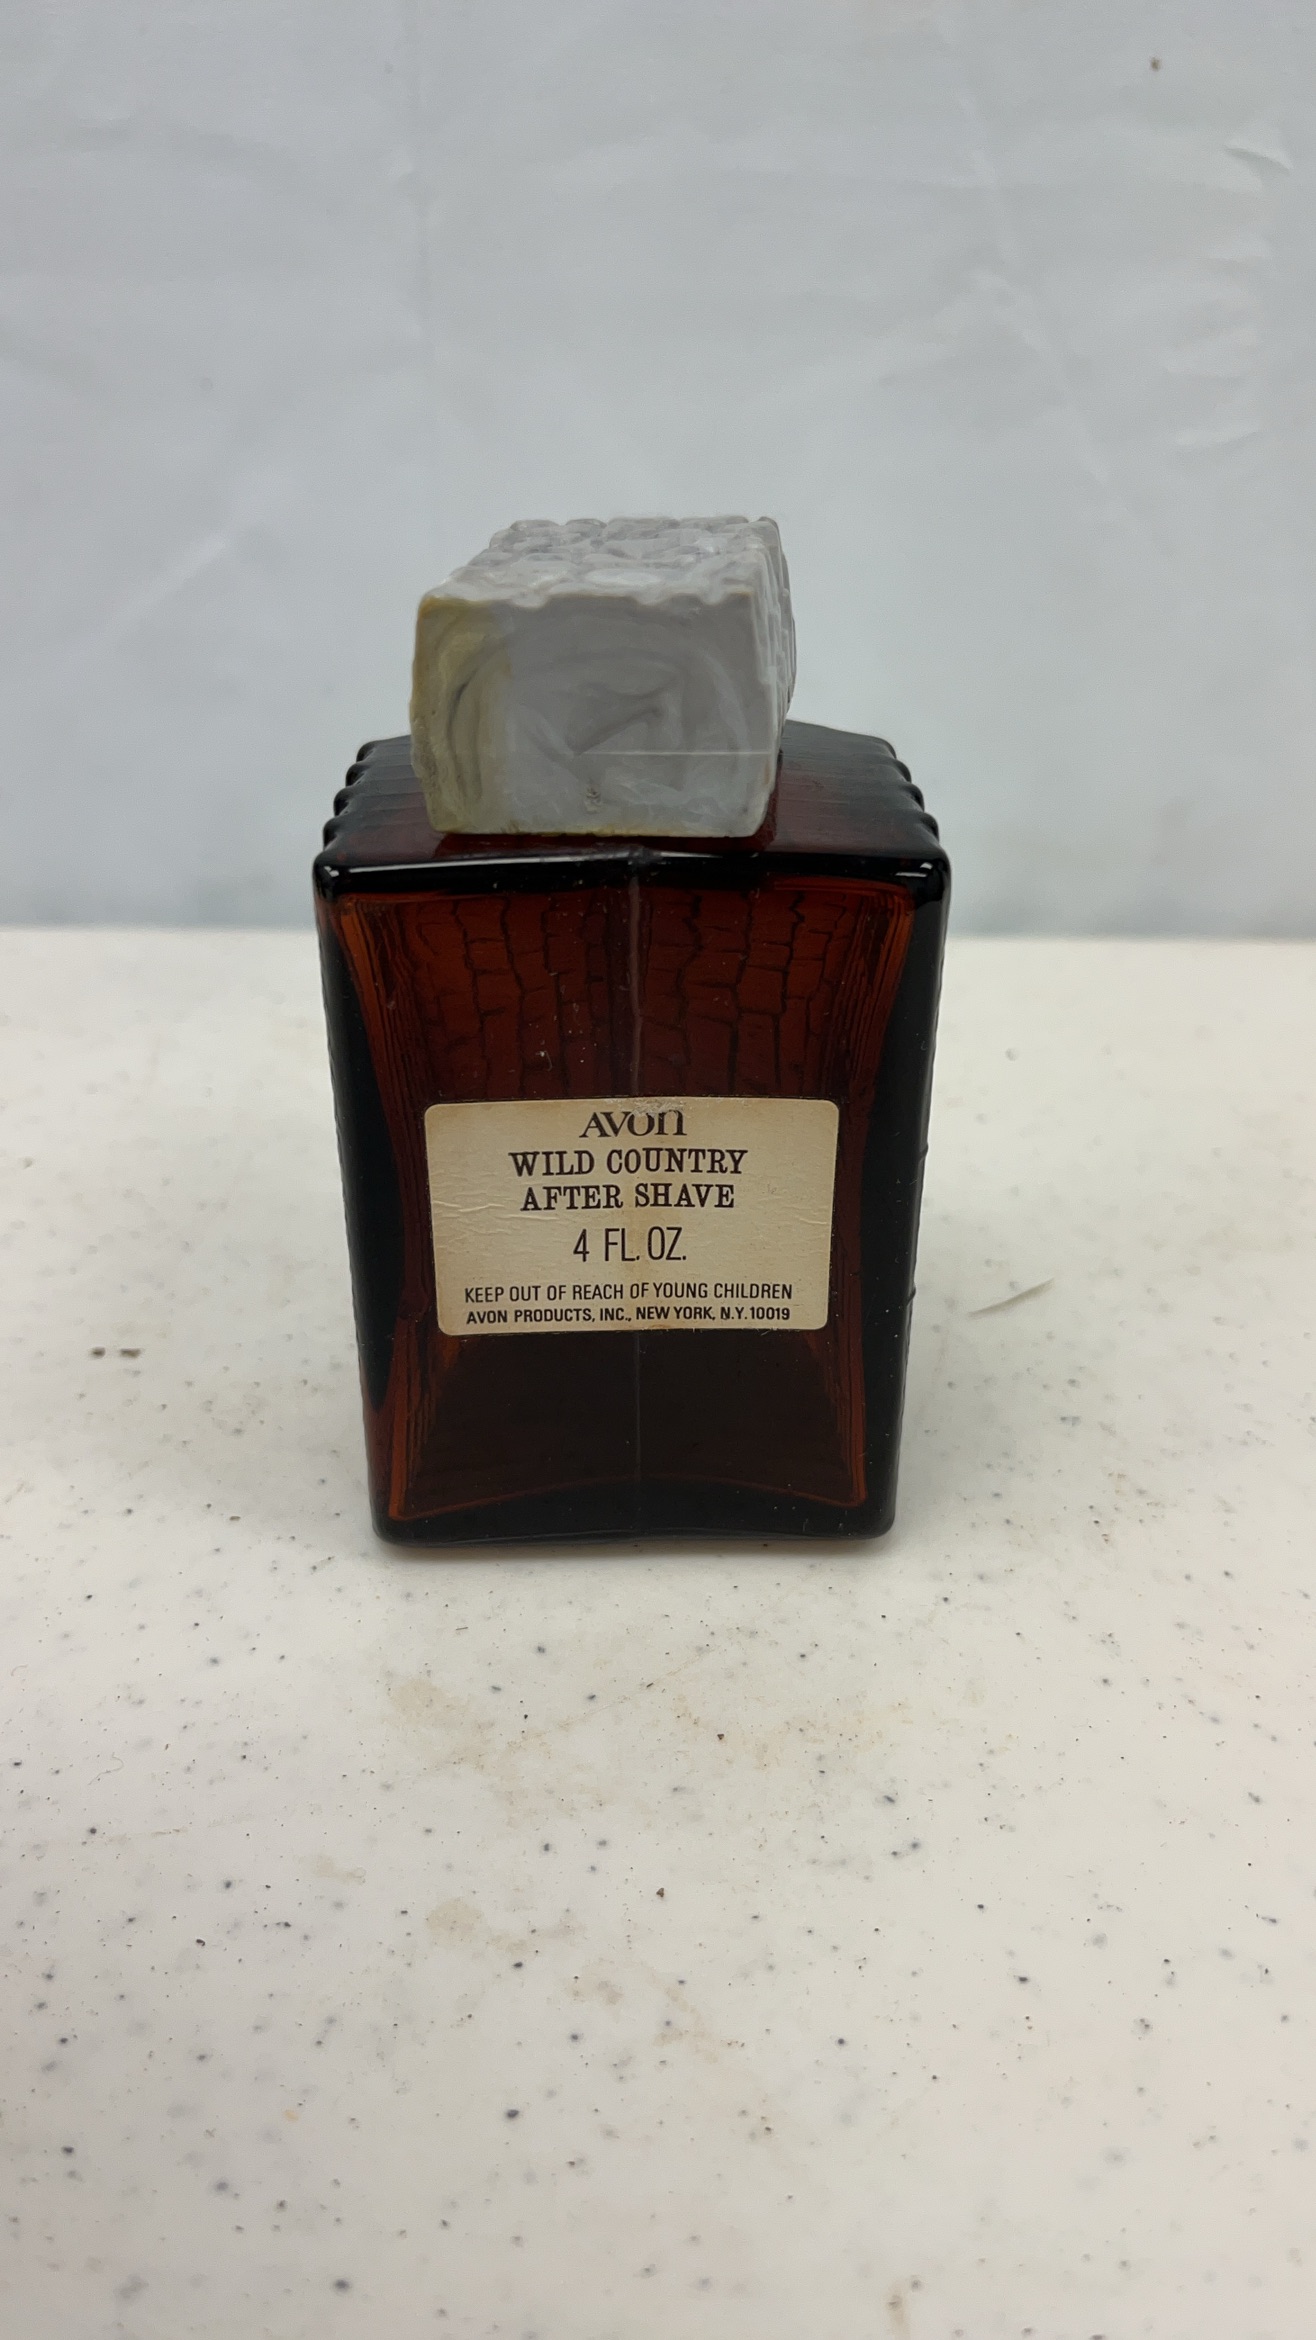 AVON
WILD COUNTRY
AFTER SHAVE
4 FL. OZ.
KEEP OUT OF REACH OF YOUNG CHILDREN
AVON PRODUCTS, INC., NEW YORK, N.Y. 10019